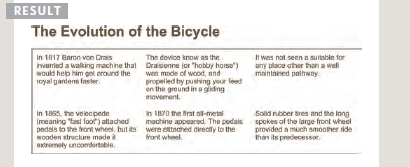 RESULT
The Evolution of the Bicycle
In 1817 Baron von Drais
invented a walking machine that
would help him get around the
royal gardens faster.
The device know as the
Draisienne (or "hobby horse")
was made of wood, and
propelled by pushing your feed
on the ground in a gliding
movement.
It was not seen a suitable for
any place other than a well
maintained pathway.
In 1865, the velocipede
(meaning "fast foot") attached
pedals to the front wheel, but its
wooden structure made it
extremely uncomfortable.
In 1870 the first all-metal
machine appeared. The pedals
were attached directly to the
front wheel.
Solid rubber tires and the long
spokes of the large front wheel
provided a much smoother ride
than its predecessor.